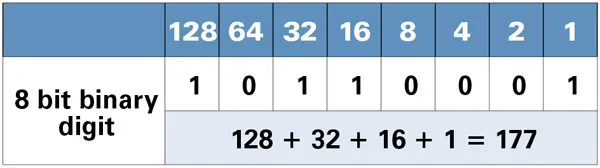 128 64 32 16 8 4 2 1
8 bit binary
digit
1 0 1 1 0 0 0 1
128 + 32 + 16 + 1 = 177